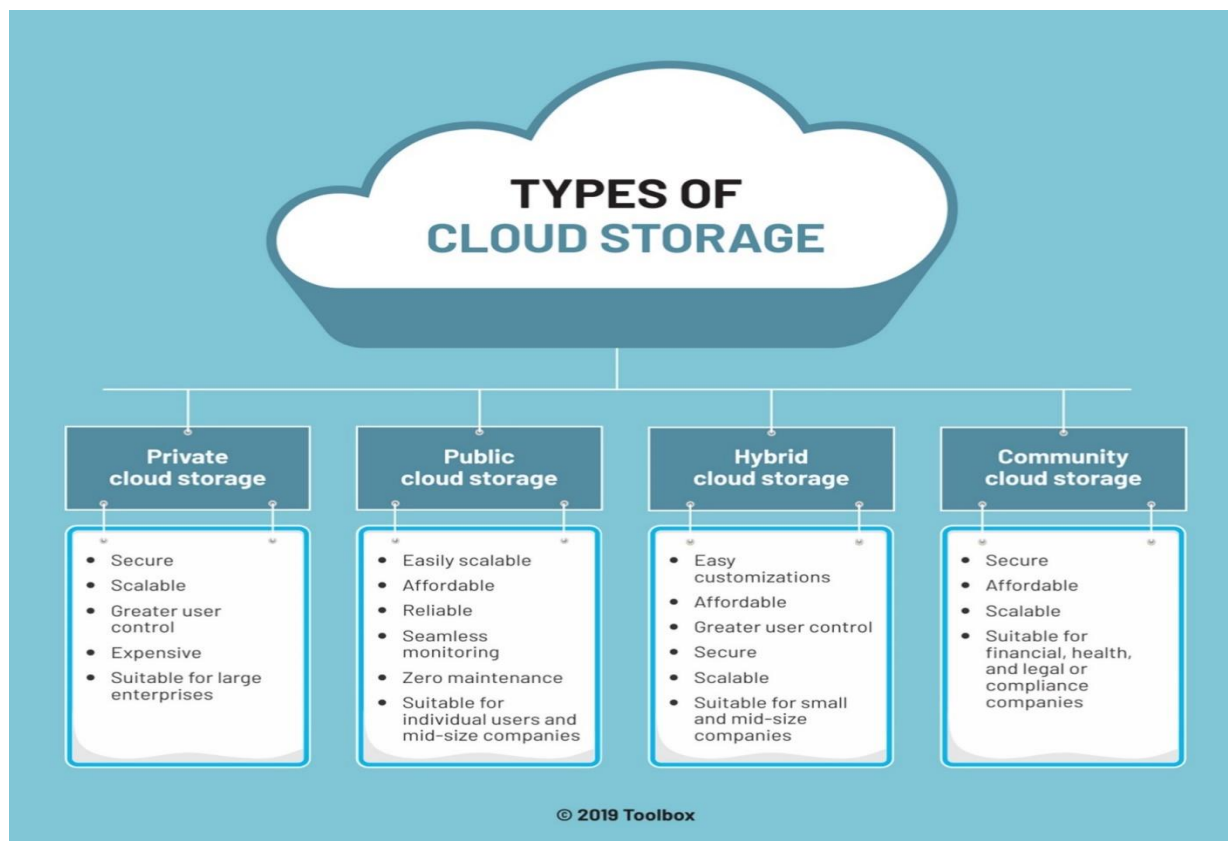 TYPES OF
CLOUD STORAGE
Private
cloud storage
• Secure
• Scalable
• Greater user
control
• Expensive
• Suitable for large
enterprises
Public
cloud storage
• Easily scalable
• Affordable
• Reliable
• Seamless
monitoring
• Zero maintenance
• Suitable for
individual users and
mid-size companies
Hybrid
cloud storage
• Easy
customizations
• Affordable
• Greater user control
• Secure
• Scalable
• Suitable for small
and mid-size
companies
Community
cloud storage
• Secure
• Affordable
• Scalable
• Suitable for
financial, health,
and legal or
compliance
companies
© 2019 Toolbox